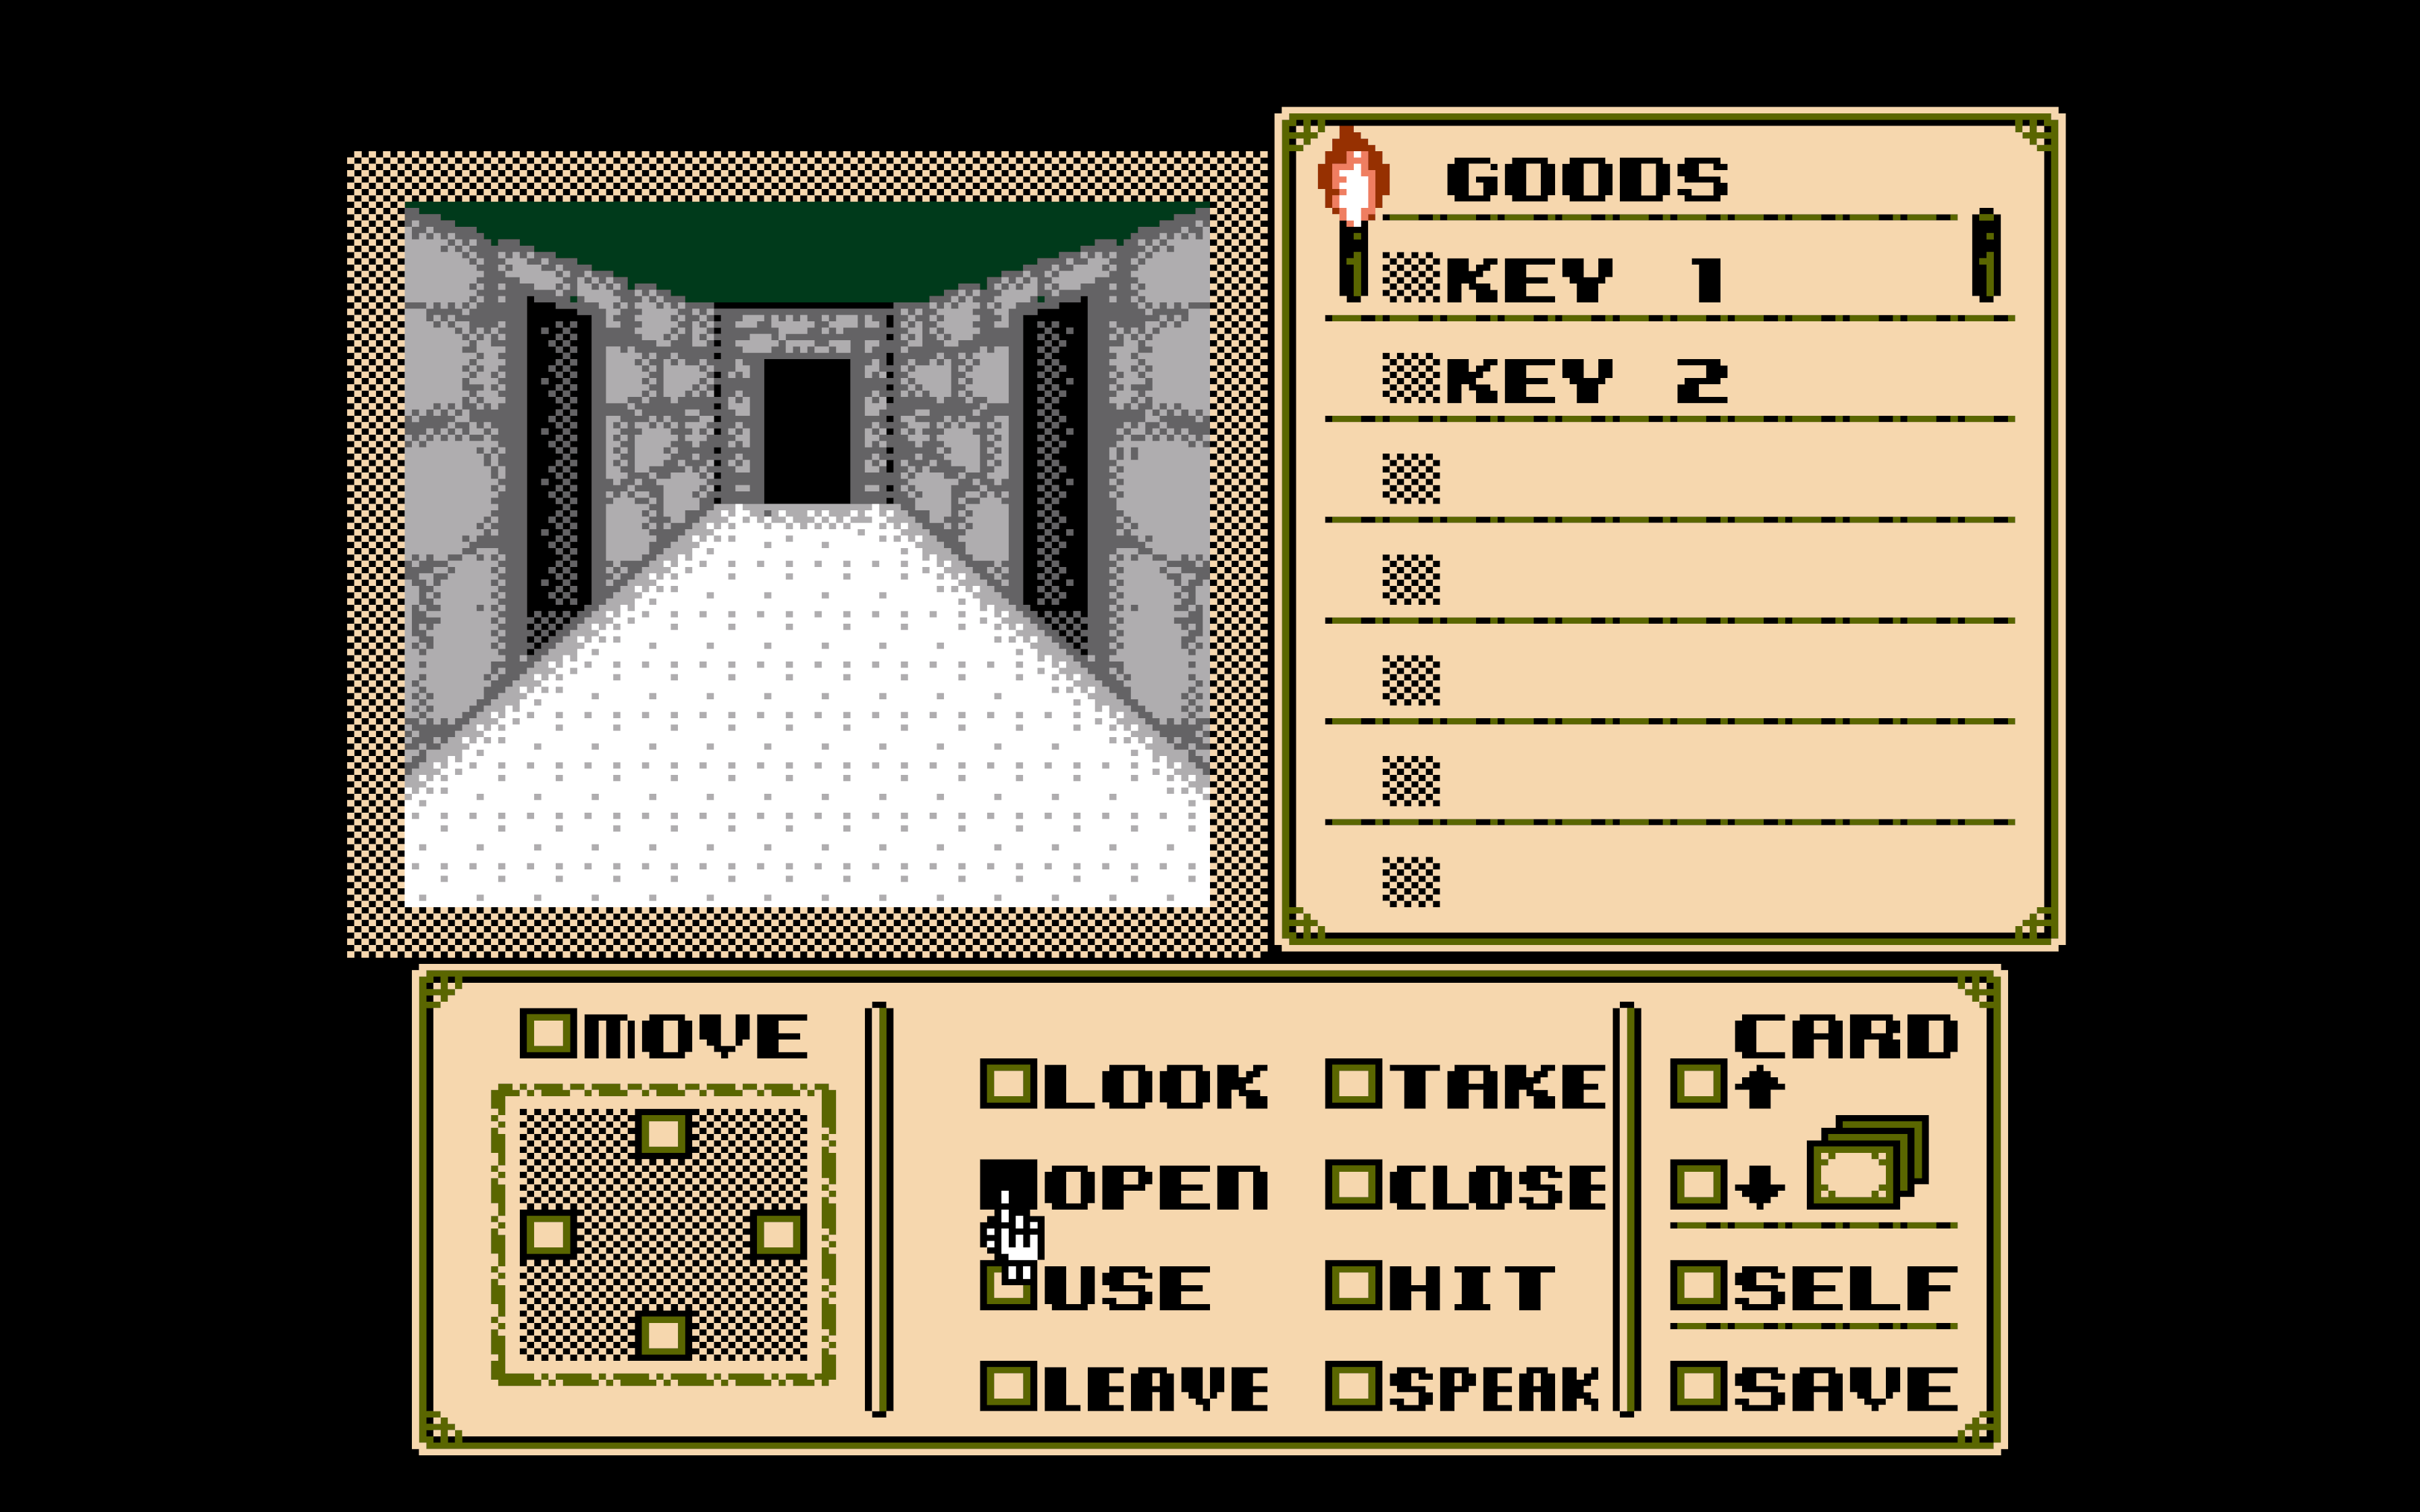 GOODS
KEY 1
KEY 2
MOVE
CARD
LOOK TAKE
OPEN CLOSE
USE HIT SELF
LEAVE SPEAK SAVE